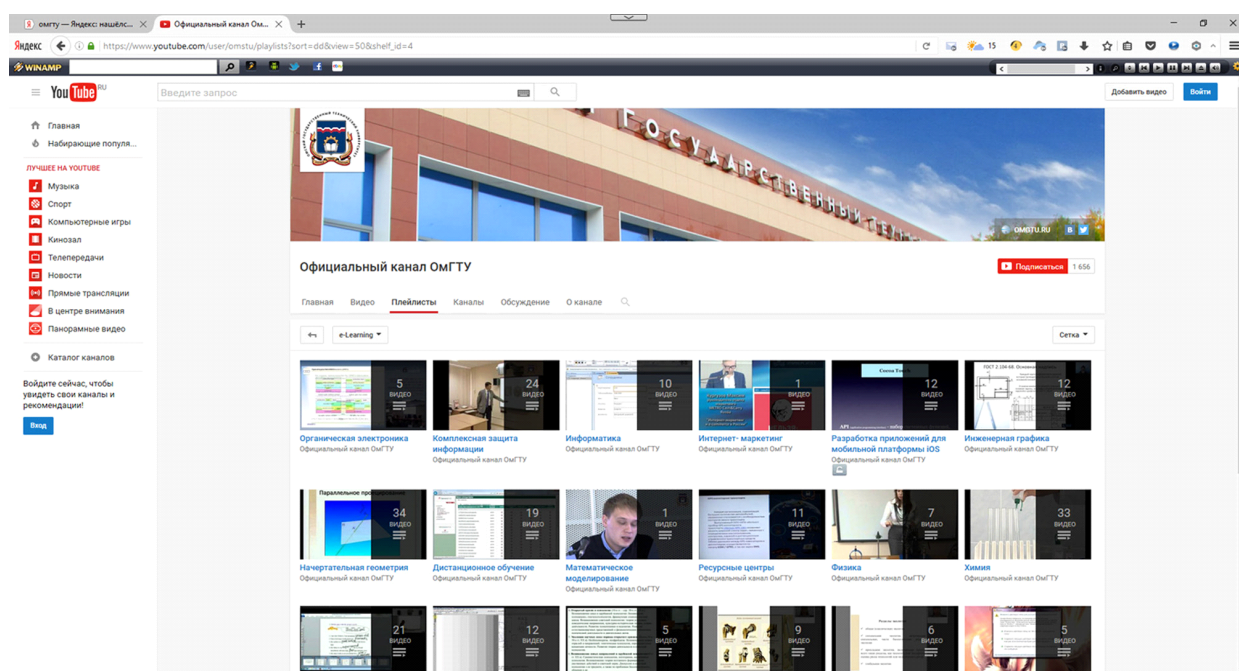 омгту — Яндекс: нашёлс...
Официальный канал Ом...
Яндекс
https://www.youtube.com/user/omstu/playlists?sort=dd&view=50&shelf_id=4
15
WINAMP
YouTube RU
Введите запрос
Добавить видео
Войти
Главная
Набирающие популя...
ЛУЧШЕЕ НА YOUTUBE
Музыка
Спорт
Компьютерные игры
Кинозал
Телепередачи
Новости
Прямые трансляции
В центре внимания
Панорамные видео
Каталог каналов
Войдите сейчас, чтобы
увидеть свои каналы и
рекомендации!
Вход
ГОСУДАРСТВЕННЫЙ
OMGTU.RU
Официальный канал ОмГТУ
Подписаться 1 656
Главная Видео Плейлисты Каналы Обсуждение О канале
e-Learning
Сетка
5 ВИДЕО
24 ВИДЕО
10 ВИДЕО
1 ВИДЕО
Cocoa Touch
12 ВИДЕО
12 ВИДЕО
Органическая электроника
Официальный канал ОмГТУ
Комплексная защита
информации
Официальный канал ОмГТУ
Информатика
Официальный канал ОмГТУ
Интернет- маркетинг
Официальный канал ОмГТУ
Разработка приложений для
мобильной платформы iOS
Официальный канал ОмГТУ
Инженерная графика
Официальный канал ОмГТУ
34 ВИДЕО
19 ВИДЕО
1 ВИДЕО
11 ВИДЕО
7 ВИДЕО
33 ВИДЕО
Начертательная геометрия
Официальный канал ОмГТУ
Дистанционное обучение
Официальный канал ОмГТУ
Математическое
моделирование
Официальный канал ОмГТУ
Ресурсные центры
Официальный канал ОмГТУ
Физика
Официальный канал ОмГТУ
Химия
Официальный канал ОмГТУ
21 ВИДЕО
12 ВИДЕО
5 ВИДЕО
9 ВИДЕО
6 ВИДЕО
5 ВИДЕО